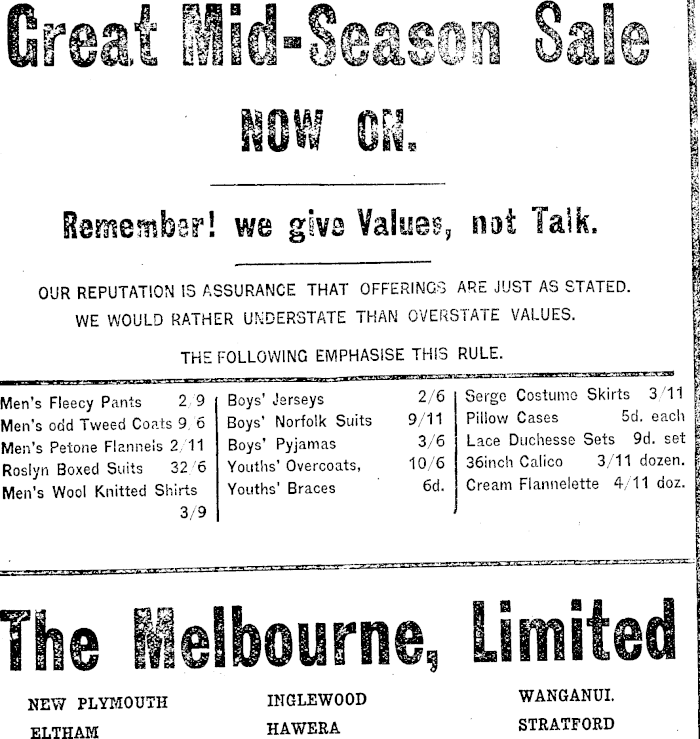 Great Mid-Season Sale
NOW ON.
Remember! we give Values, not Talk.
OUR REPUTATION IS ASSURANCE THAT OFFERINGS ARE JUST AS STATED.
WE WOULD RATHER UNDERSTATE THAN OVERSTATE VALUES.
THE FOLLOWING EMPHASISE THIS RULE.
Men's Fleecy Pants 2/9
Men's odd Tweed Coats 9/6
Men's Petone Flannels 2/11
Roslyn Boxed Suits 32/6
Men's Wool Knitted Shirts
3/9
Boys' Jerseys 2/6
Boys' Norfolk Suits 9/11
Boys' Pyjamas 3/6
Youths' Overcoats, 10/6
Youths' Braces 6d.
Serge Costume Skirts 3/11
Pillow Cases 5d. each
Lace Duchesse Sets 9d. set
36inch Calico 3/11 dozen.
Cream Flannelette 4/11 doz.
The Melbourne, Limited
NEW PLYMOUTH INGLEWOOD WANGANUI.
ELTHAM HAWERA STRATFORD